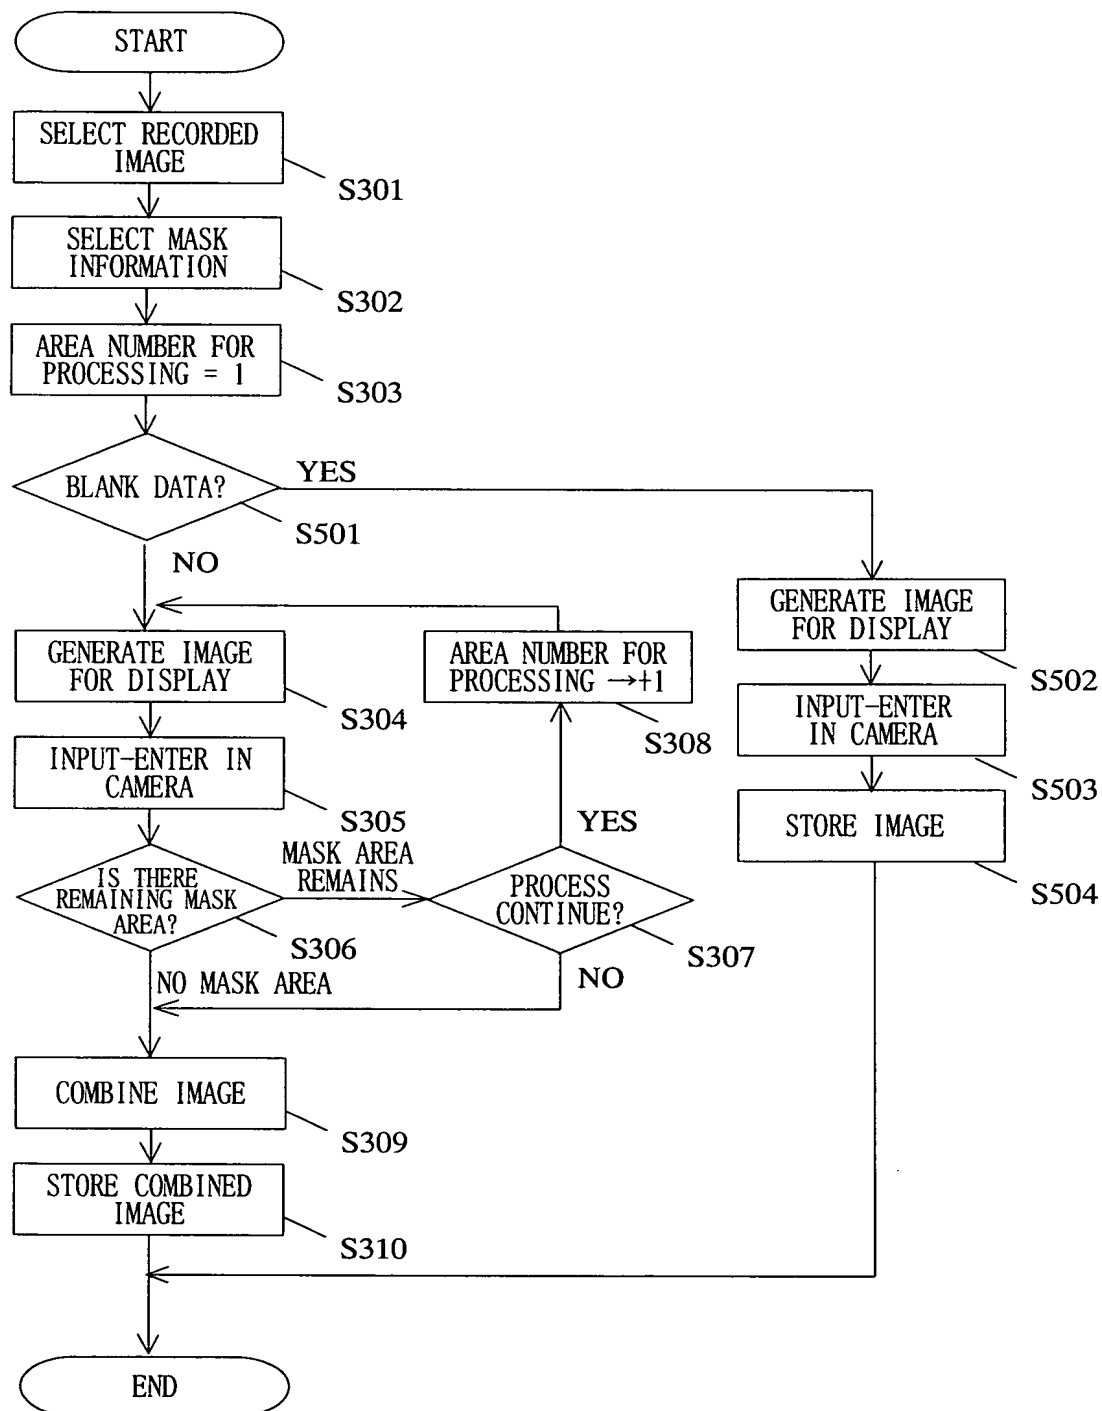 START
SELECT RECORDED
IMAGE
S301
SELECT MASK
INFORMATION
S302
AREA NUMBER FOR
PROCESSING = 1
S303
BLANK DATA?
YES
S501
NO
GENERATE IMAGE
FOR DISPLAY
S304
AREA NUMBER FOR
PROCESSING →+1
S308
GENERATE IMAGE
FOR DISPLAY
S502
INPUT-ENTER IN
CAMERA
S305
INPUT-ENTER
IN CAMERA
S503
STORE IMAGE
S504
IS THERE
REMAINING MASK
AREA?
S306
MASK AREA
REMAINS
YES
PROCESS
CONTINUE?
S307
NO
NO MASK AREA
COMBINE IMAGE
S309
STORE COMBINED
IMAGE
S310
END